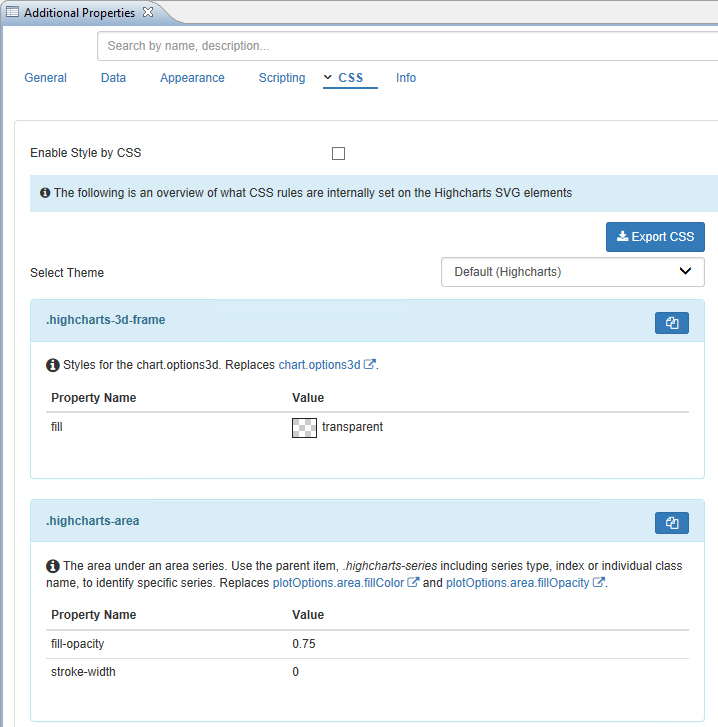 Additional Properties
Search by name, description...
General Data Appearance Scripting CSS Info
Enable Style by CSS
The following is an overview of what CSS rules are internally set on the Highcharts SVG elements
Export CSS
Select Theme Default (Highcharts)
.highcharts-3d-frame
Styles for the chart.options3d. Replaces chart.options3d .
Property Name Value
fill transparent
.highcharts-area
The area under an area series. Use the parent item, .highcharts-series including series type, index or individual class
name, to identify specific series. Replaces plotOptions.area.fillColor and plotOptions.area.fillOpacity .
Property Name Value
fill-opacity 0.75
stroke-width 0